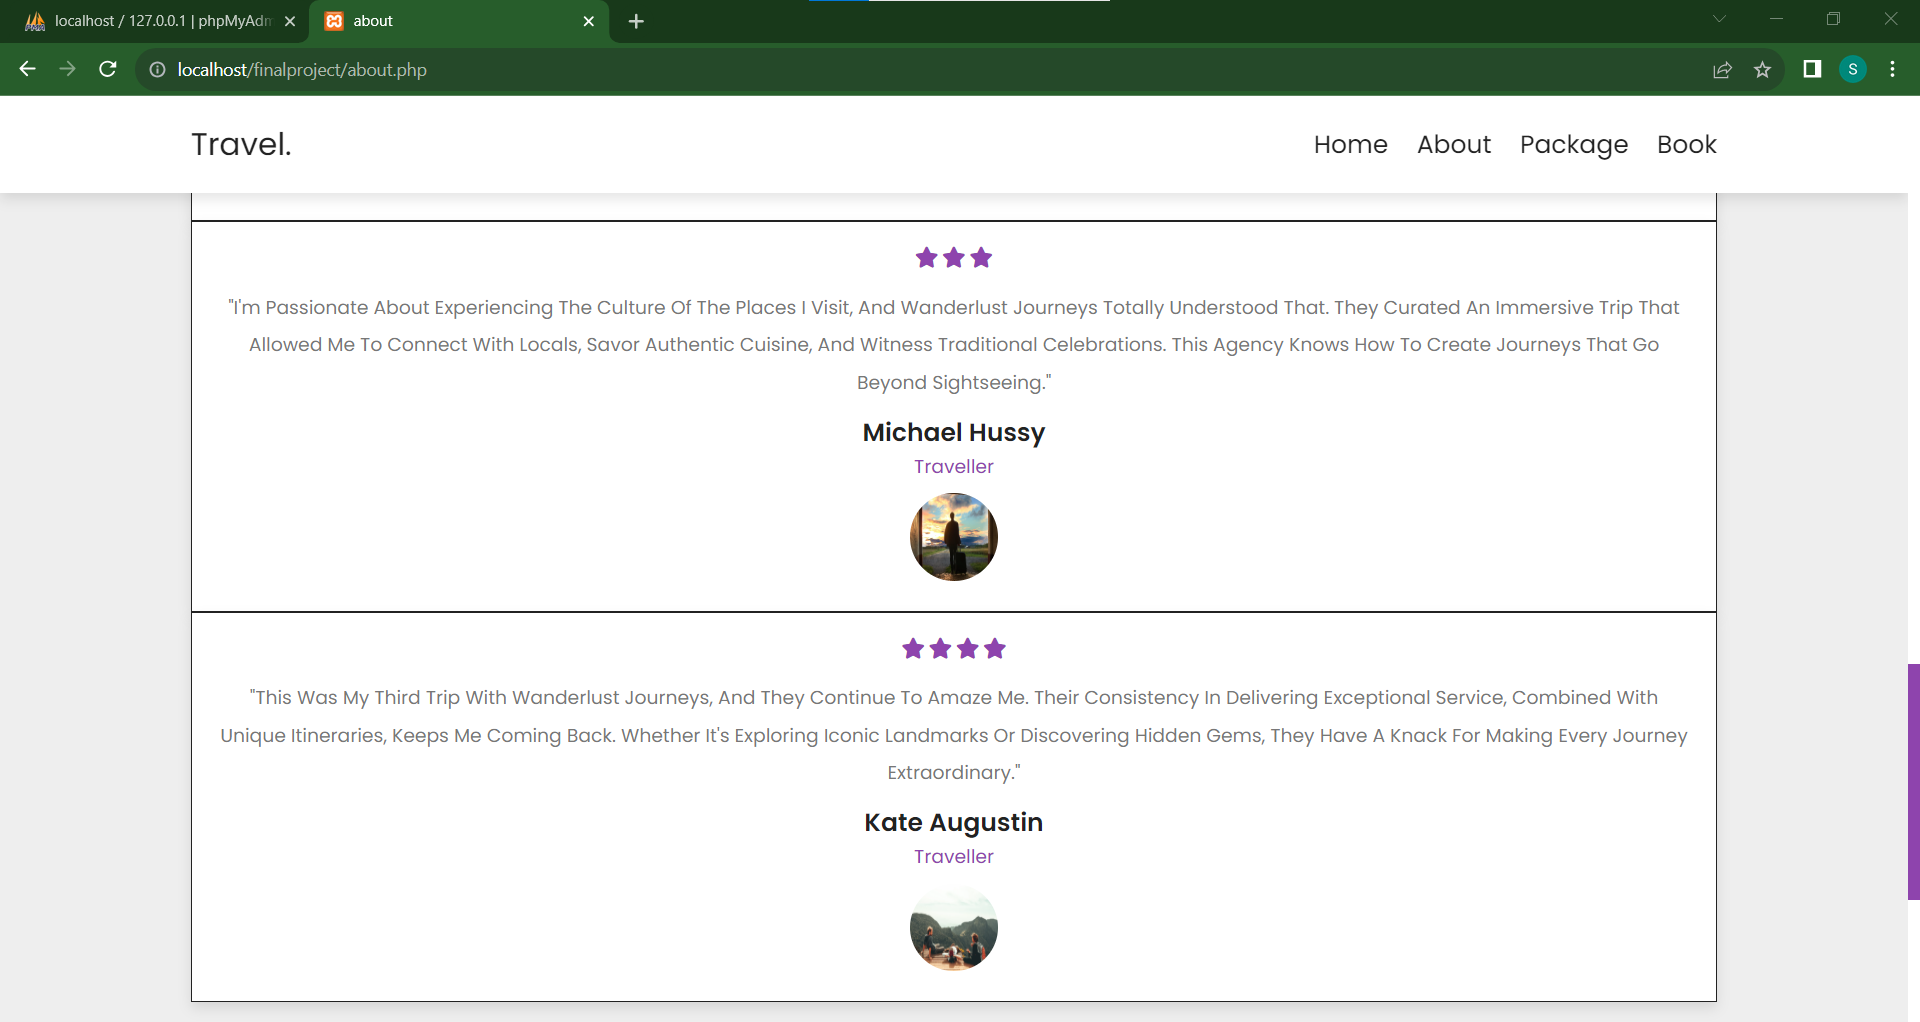 localhost / 127.0.0.1 | phpMyAdm
about
localhost/finalproject/about.php
S
Travel.
Home About Package Book
"I'm Passionate About Experiencing The Culture Of The Places I Visit, And Wanderlust Journeys Totally Understood That. They Curated An Immersive Trip That
Allowed Me To Connect With Locals, Savor Authentic Cuisine, And Witness Traditional Celebrations. This Agency Knows How To Create Journeys That Go
Beyond Sightseeing."
Michael Hussy
Traveller
"This Was My Third Trip With Wanderlust Journeys, And They Continue To Amaze Me. Their Consistency In Delivering Exceptional Service, Combined With
Unique Itineraries, Keeps Me Coming Back. Whether It's Exploring Iconic Landmarks Or Discovering Hidden Gems, They Have A Knack For Making Every Journey
Extraordinary."
Kate Augustin
Traveller